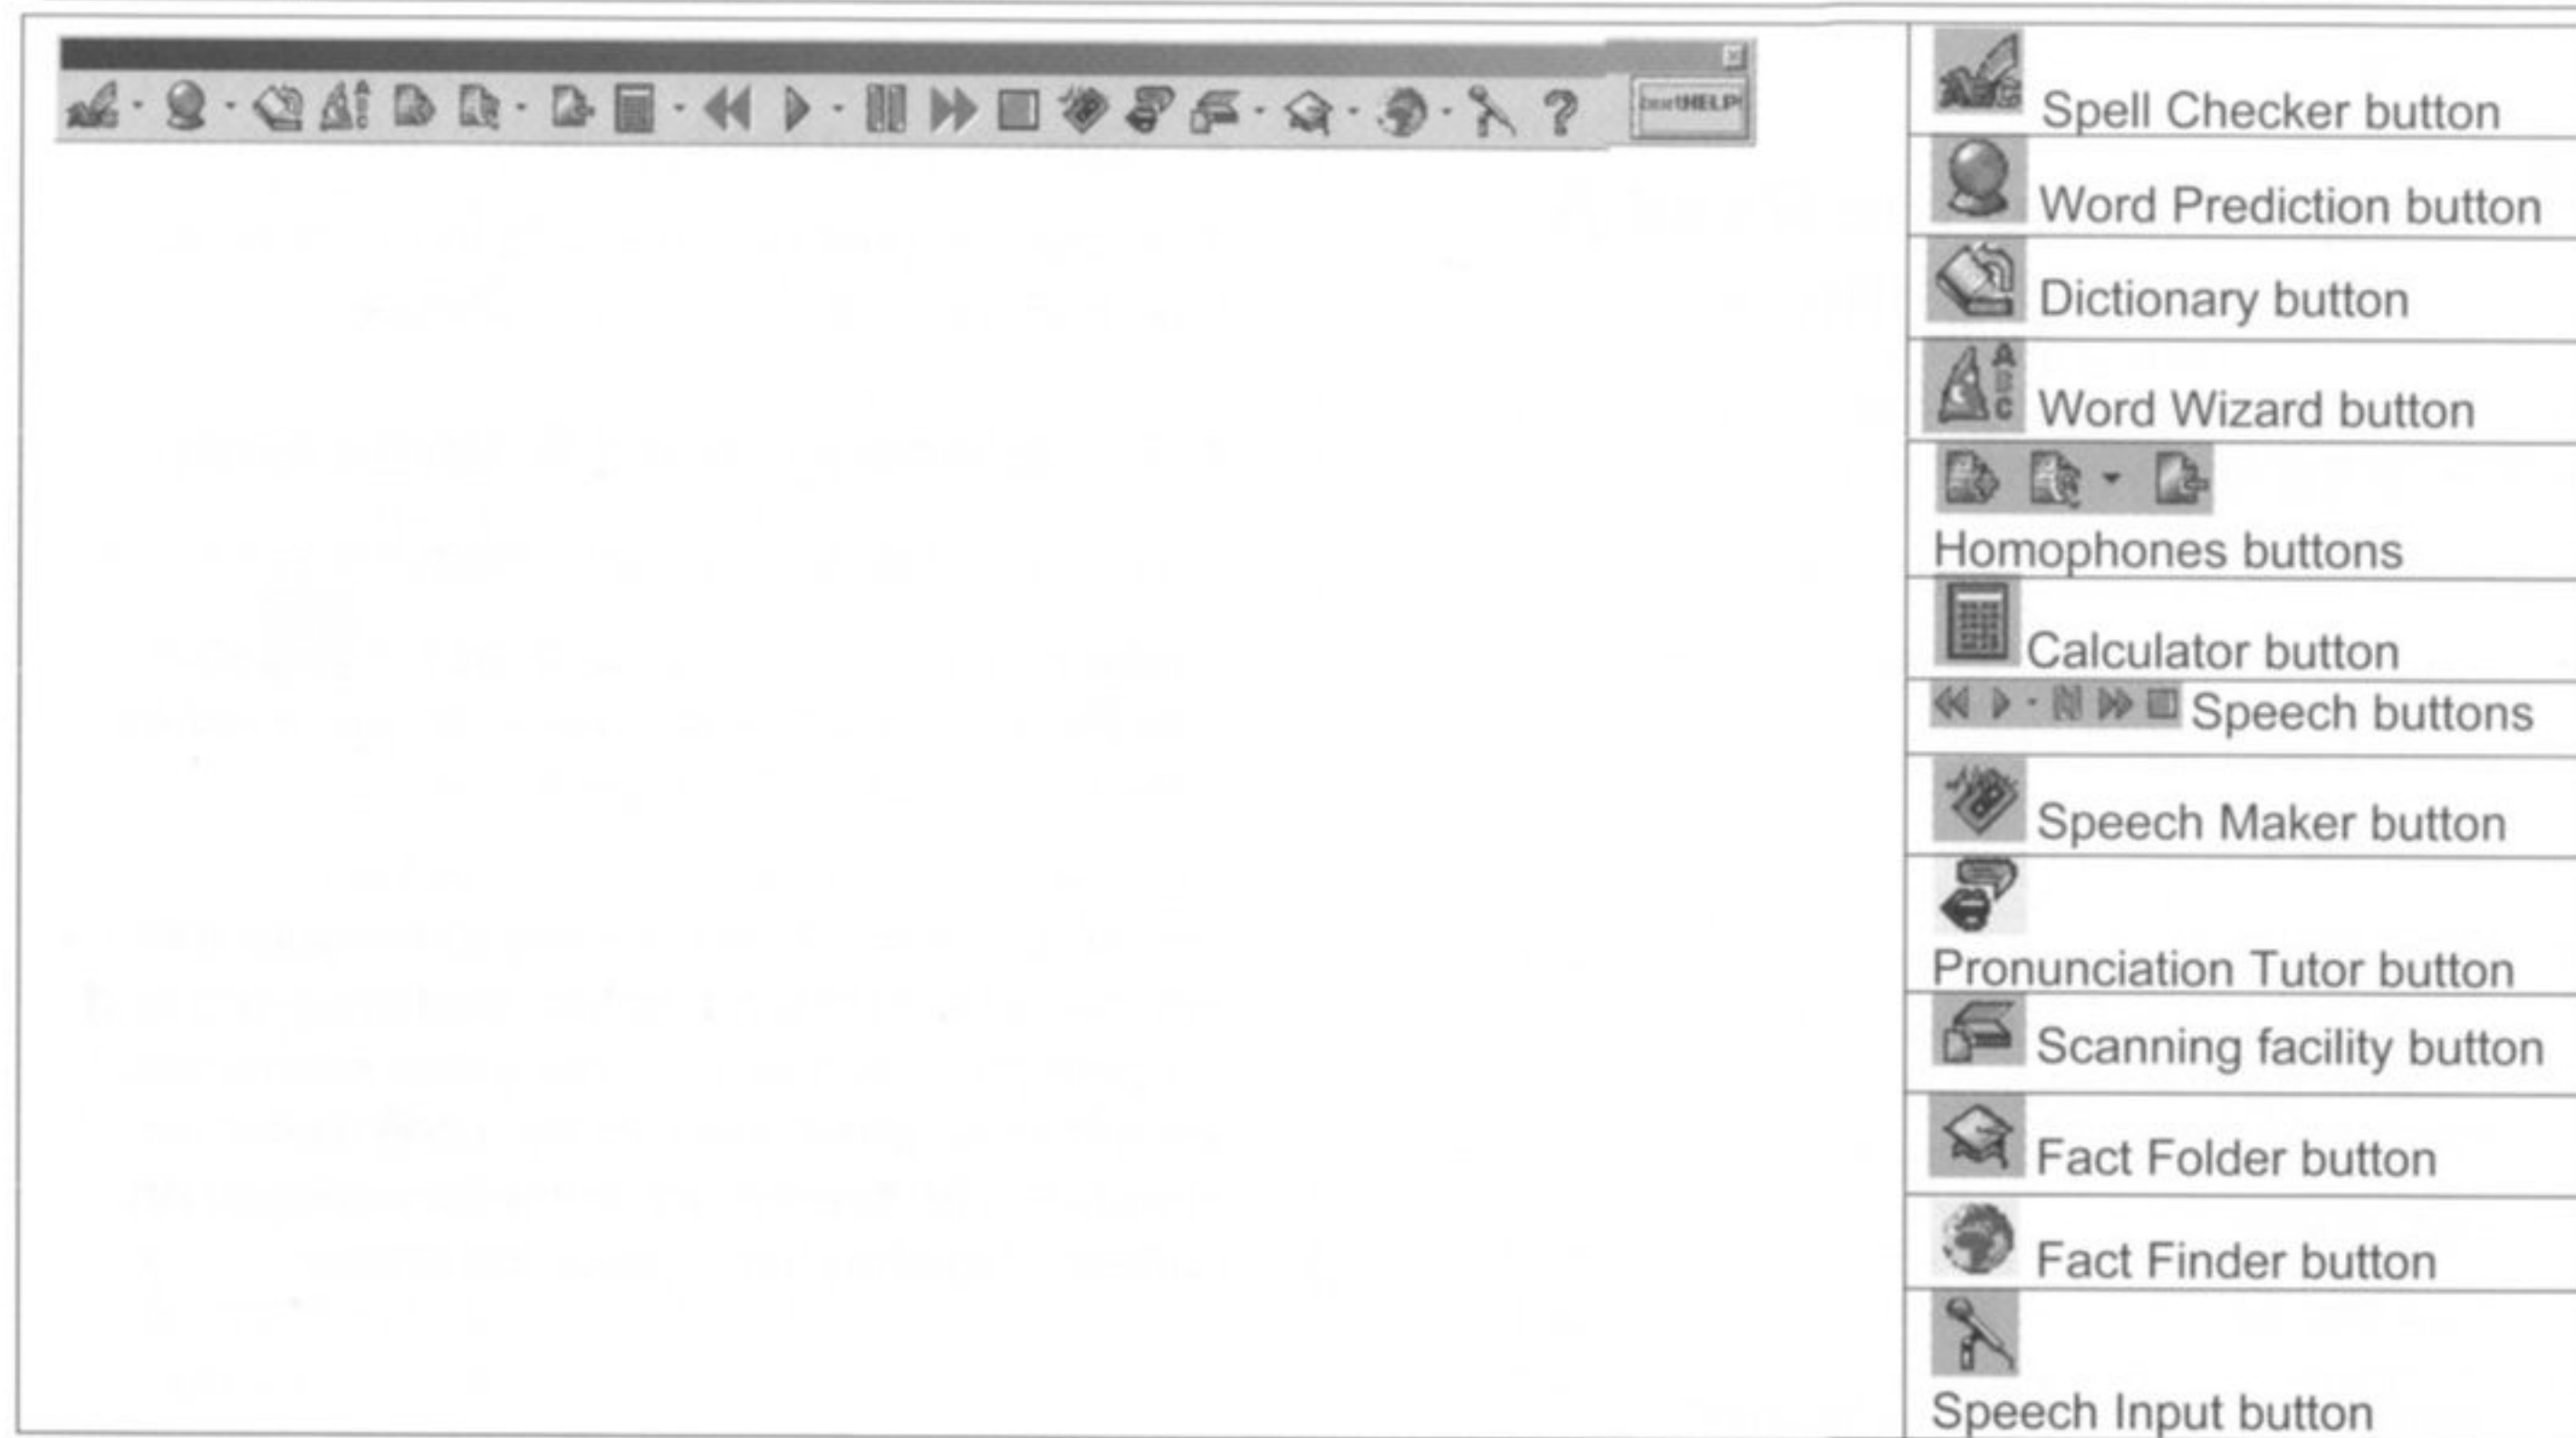 textHELP!
Spell Checker button
Word Prediction button
Dictionary button
Word Wizard button
Homophones buttons
Calculator button
Speech buttons
Speech Maker button
Pronunciation Tutor button
Scanning facility button
Fact Folder button
Fact Finder button
Speech Input button